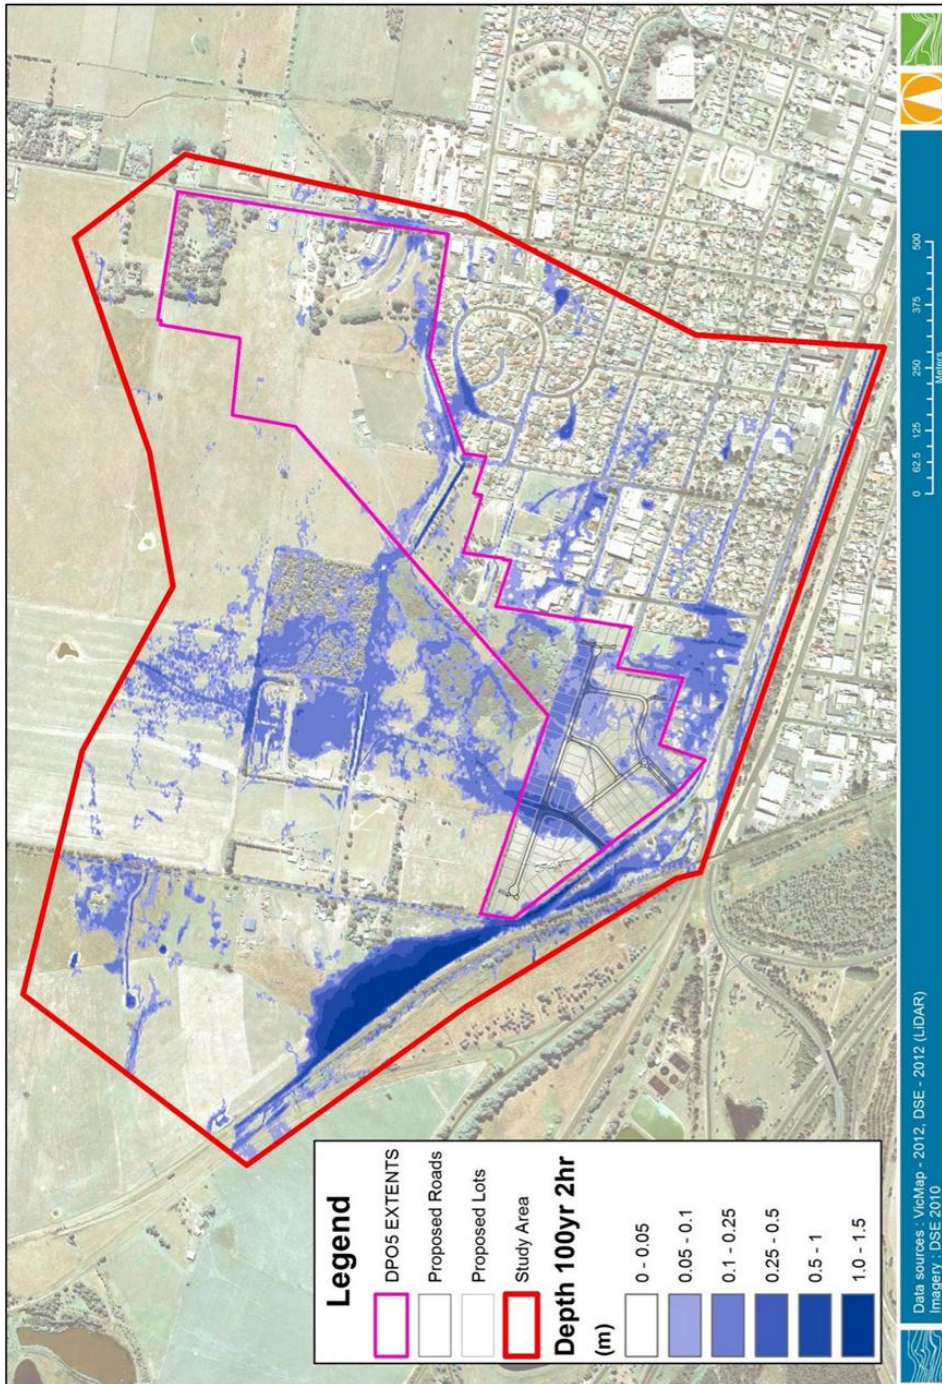 Legend
DPO5 EXTENTS
Proposed Roads
Proposed Lots
Study Area
Depth 100yr 2hr
(m)
0 - 0.05
0.05 - 0.1
0.1 - 0.25
0.25 - 0.5
0.5 - 1
1.0 - 1.5
Data sources : VicMap - 2012, DSE - 2012 (LiDAR)
Imagery : DSE 2010
0 62.5 125 250 375 500
Meters